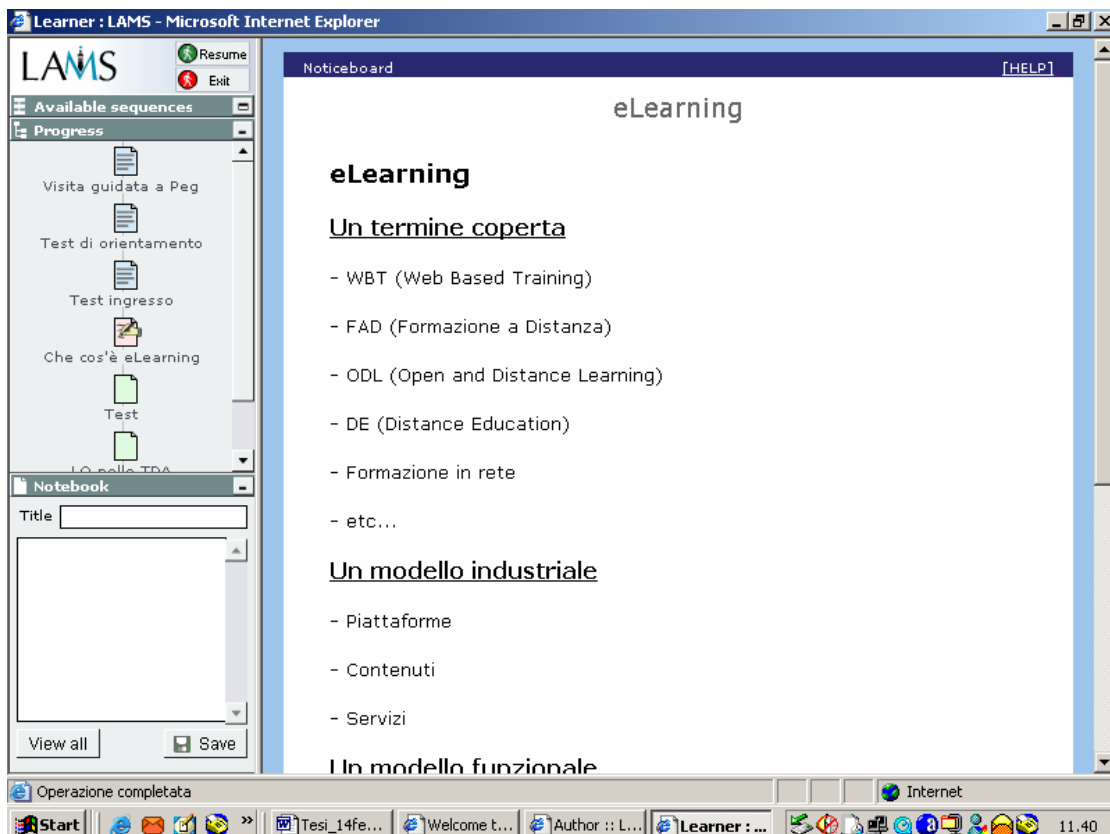 Learner : LAMS - Microsoft Internet Explorer
LAMS
Resume
Exit
Available sequences
Progress
Visita guidata a Peg
Test di orientamento
Test ingresso
Che cos'è eLearning
Test
LO nelle TDA
Notebook
Title
View all
Save
Noticeboard
[HELP]
eLearning
eLearning
Un termine coperta
- WBT (Web Based Training)
- FAD (Formazione a Distanza)
- ODL (Open and Distance Learning)
- DE (Distance Education)
- Formazione in rete
- etc...
Un modello industriale
- Piattaforme
- Contenuti
- Servizi
Un modello funzionale
Operazione completata
Internet
Start
»
Tesi_14fe...
Welcome t...
Author :: L...
Learner : ...
11.40